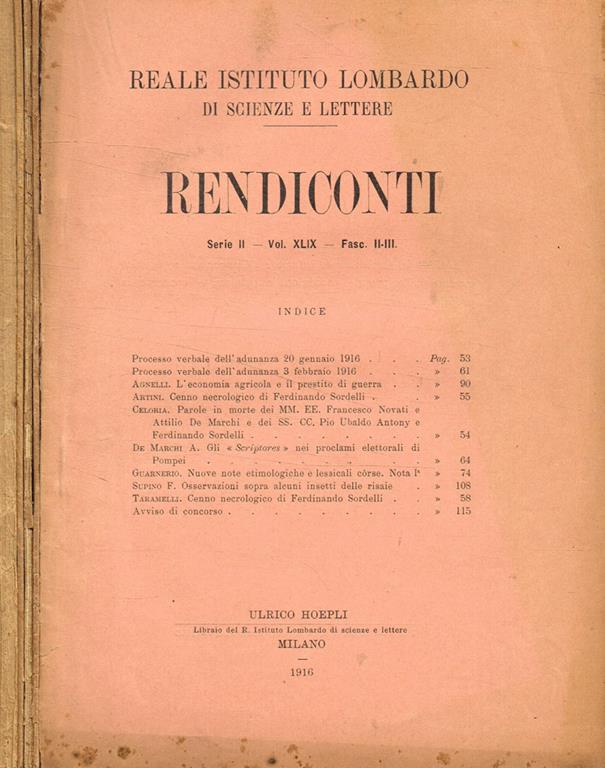 REALE ISTITUTO LOMBARDO
DI SCIENZE E LETTERE
RENDICONTI
Serie II — Vol. XLIX — Fasc. II-III.
INDICE
Processo verbale dell'adunanza 20 gennaio 1916 . . . Pag. 53
Processo verbale dell'adunanza 3 febbraio 1916 . . . » 61
AGNELLI. L'economia agricola e il prestito di guerra . . » 90
ARTINI. Cenno necrologico di Ferdinando Sordelli . . » 55
CELORIA. Parole in morte dei MM. EE. Francesco Novati e
Attilio De Marchi e dei SS. CC. Pio Ubaldo Antony e
Ferdinando Sordelli . . . . . . . . » 54
DE MARCHI A. Gli « Scriptores » nei proclami elettorali di
Pompei . . . . . . . . . . » 64
GUARNERIO. Nuove note etimologiche e lessicali còrse. Nota Iª » 74
SUPINO F. Osservazioni sopra alcuni insetti delle risaie . » 108
TARAMELLI. Cenno necrologico di Ferdinando Sordelli . . » 58
Avviso di concorso . . . . . . . . . » 115
ULRICO HOEPLI
Libraio del R. Istituto Lombardo di scienze e lettere
MILANO
—
1916